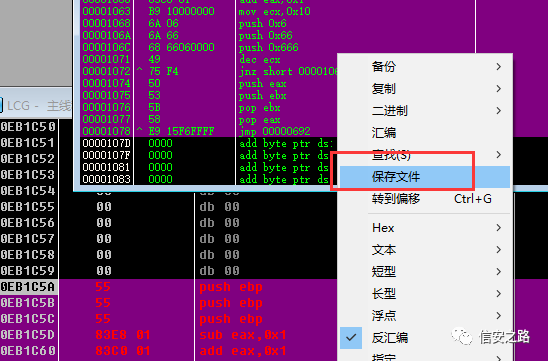 00001068 6A 06 push 0x6
0000106A 6A 66 push 0x66
0000106C 68 66060000 push 0x666
00001071 49 dec ecx
00001072 ^ 75 F4 jnz short 0000106
00001074 50 push eax
00001075 53 push ebx
00001076 5B pop ebx
00001077 58 pop eax
00001078 ^ E9 15F6FFFF jmp 00000692
0000107D 0000 add byte ptr ds:
0000107F 0000 add byte ptr ds
00001081 0000 add byte ptr ds
00001083 0000 add byte ptr ds
mov ecx,0x10
B9 10000000
LCG - 主线
0EB1C50
0EB1C51
0EB1C52
0EB1C53
0EB1C54 00 db 00
0EB1C55 00 db 00
0EB1C56 00 db 00
0EB1C57 00 db 00
0EB1C58 00 db 00
0EB1C59 00 db 00
0EB1C5A 55 push ebp
0EB1C5B 55 push ebp
0EB1C5C 55 push ebp
0EB1C5D 83E8 01 sub eax,0x1
0EB1C60 83C0 01 add eax,0x1
备份
复制
二进制
汇编
查找(S)
保存文件
转到偏移 Ctrl+G
Hex
文本
短型
长型
浮点
反汇编
指定
信安之路